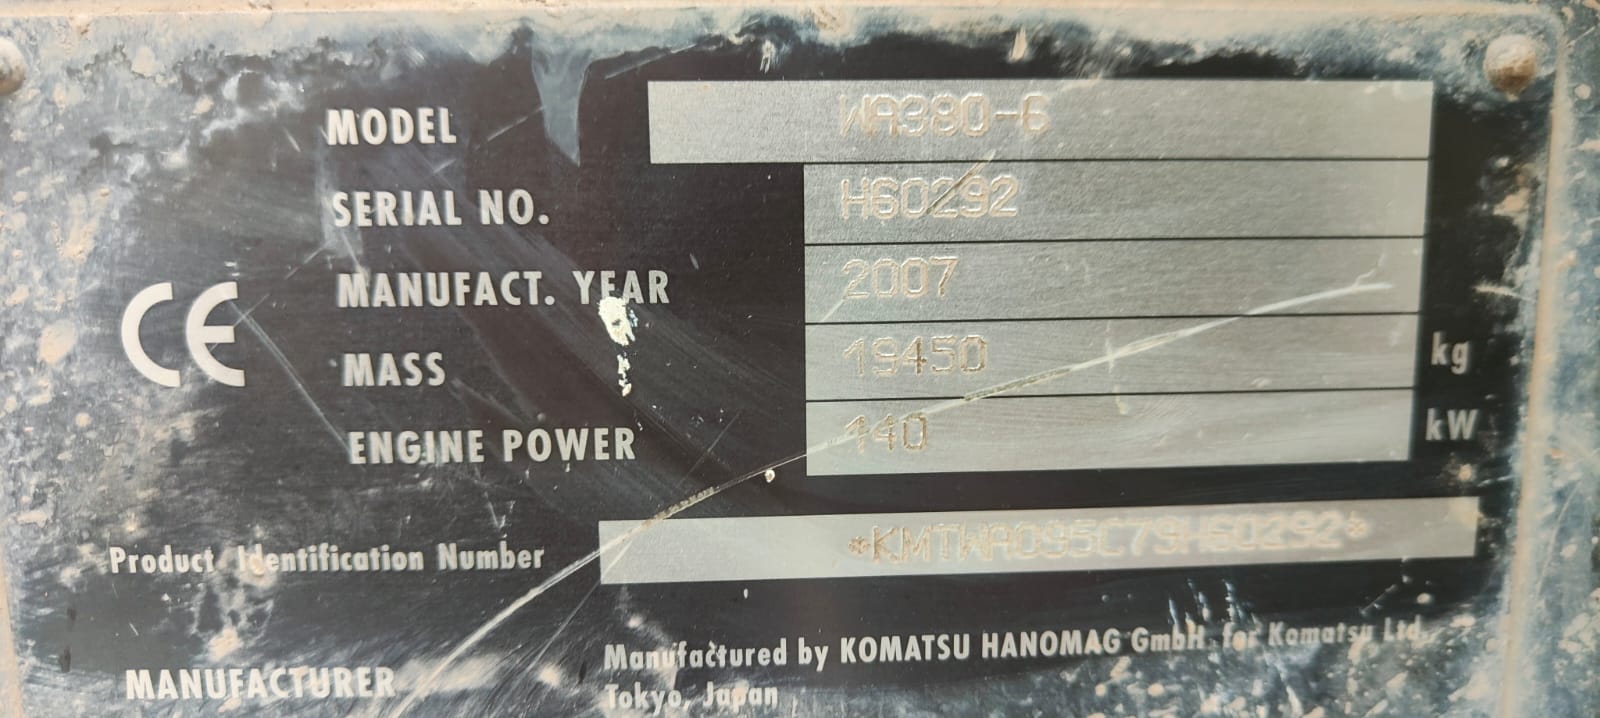 MODEL WA380-6
SERIAL NO. H60292
MANUFACT. YEAR 2007
MASS 19450 kg
CE
ENGINE POWER 140 kW
Product Identification Number *KMTWA095C79H60292*
MANUFACTURER Manufactured by KOMATSU HANOMAG GmbH for Komatsu Ltd.
Tokyo, Japan